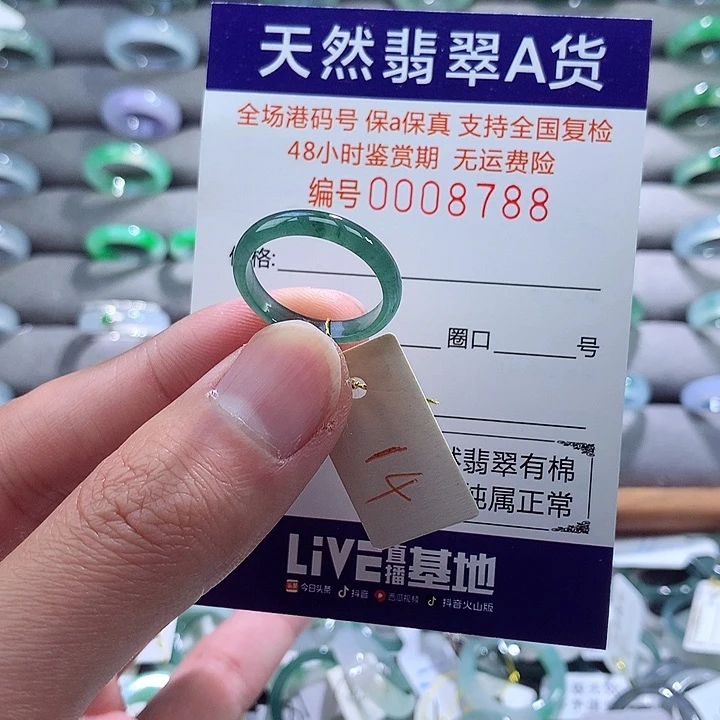 天然翡翠A货
全场港码号 保a保真 支持全国复检
48小时鉴赏期 无运费险
编号0008788
格:
圈口 号
14
翡翠有棉
纯属正常
LiVE直播基地
今日头条 抖音 西瓜视频 抖音火山版